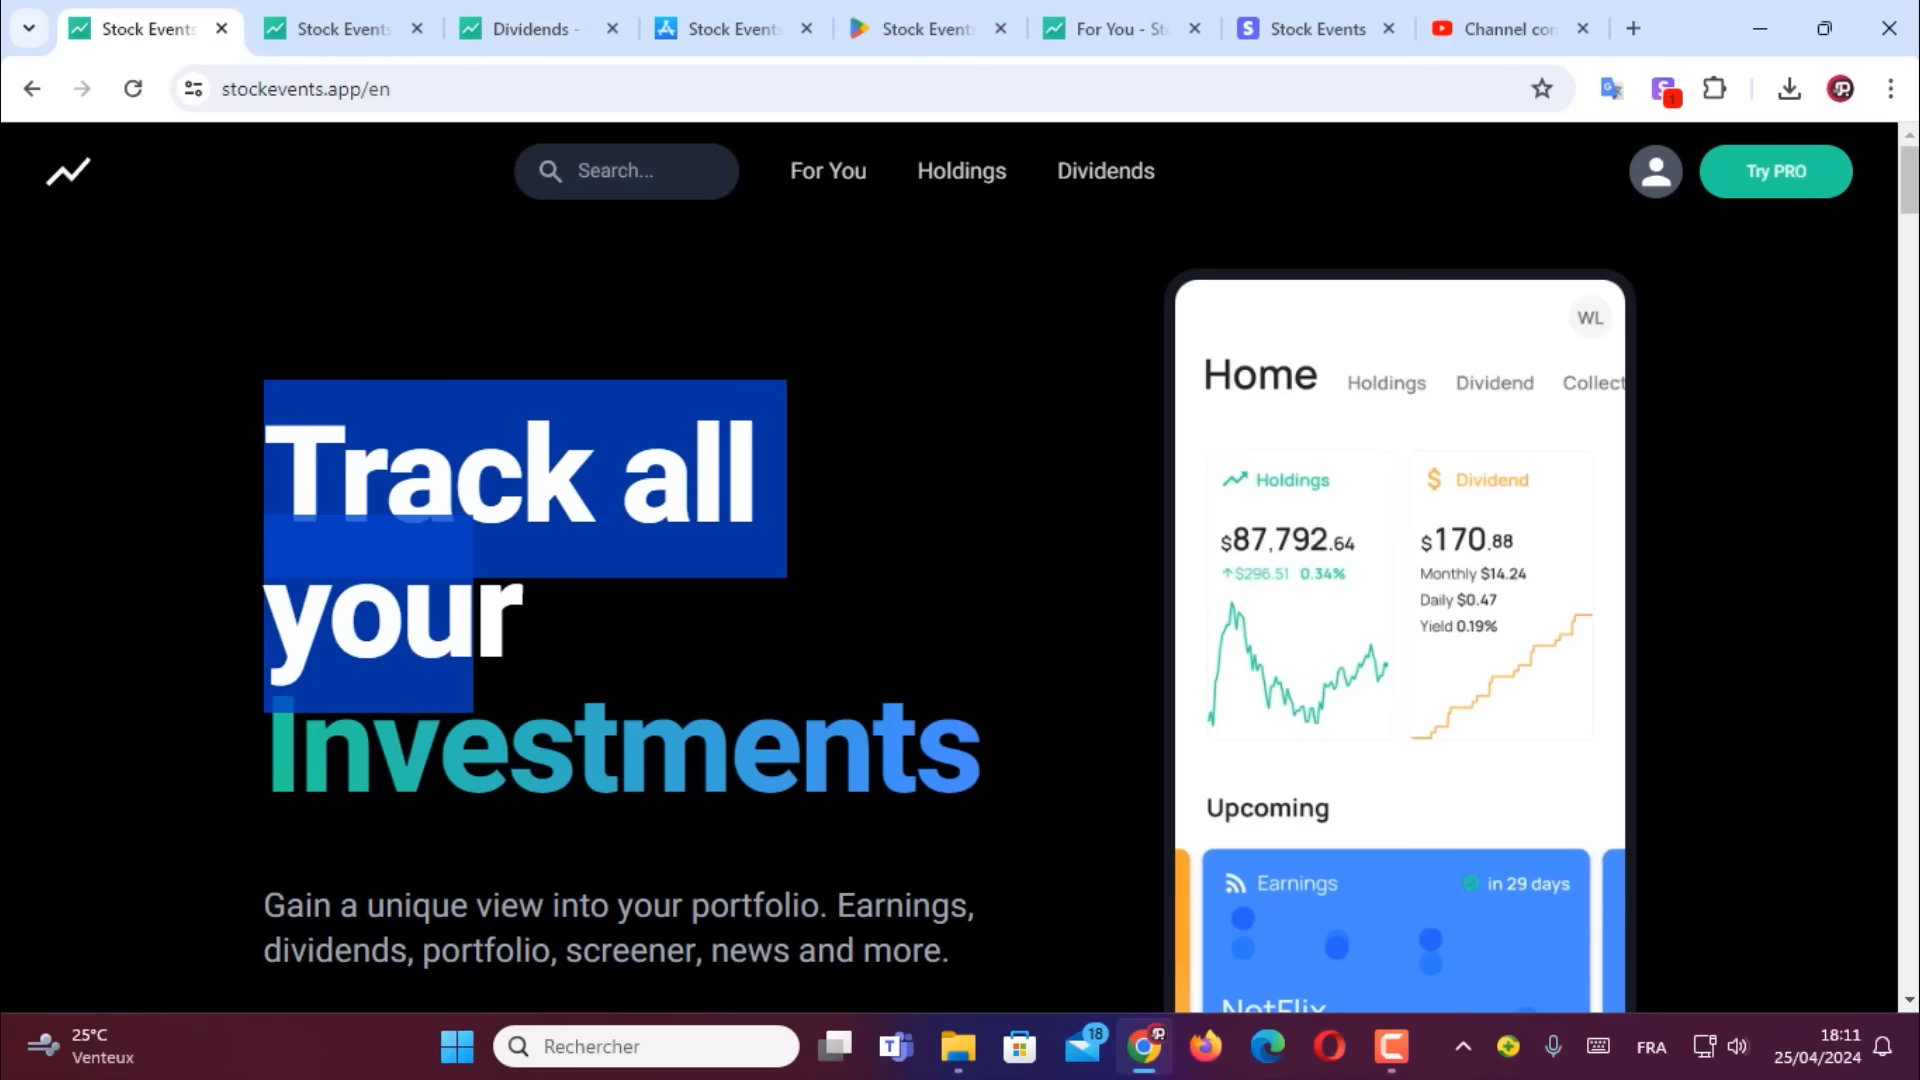 Stock Events
Stock Events
Dividends -
Stock Events
Stock Events
For You - Sto
Stock Events
Channel con
stockevents.app/en
1
Search...
For You
Holdings
Dividends
Try PRO
WL
Home
Holdings
Dividend
Collect
Track all
your
Investments
Holdings
$87,792.64
↑$296.51 0.34%
$ Dividend
$170.88
Monthly $14.24
Daily $0.47
Yield 0.19%
Upcoming
Earnings
in 29 days
NetFlix
Gain a unique view into your portfolio. Earnings,
dividends, portfolio, screener, news and more.
25°C
Venteux
Rechercher
18
FRA
18:11
25/04/2024